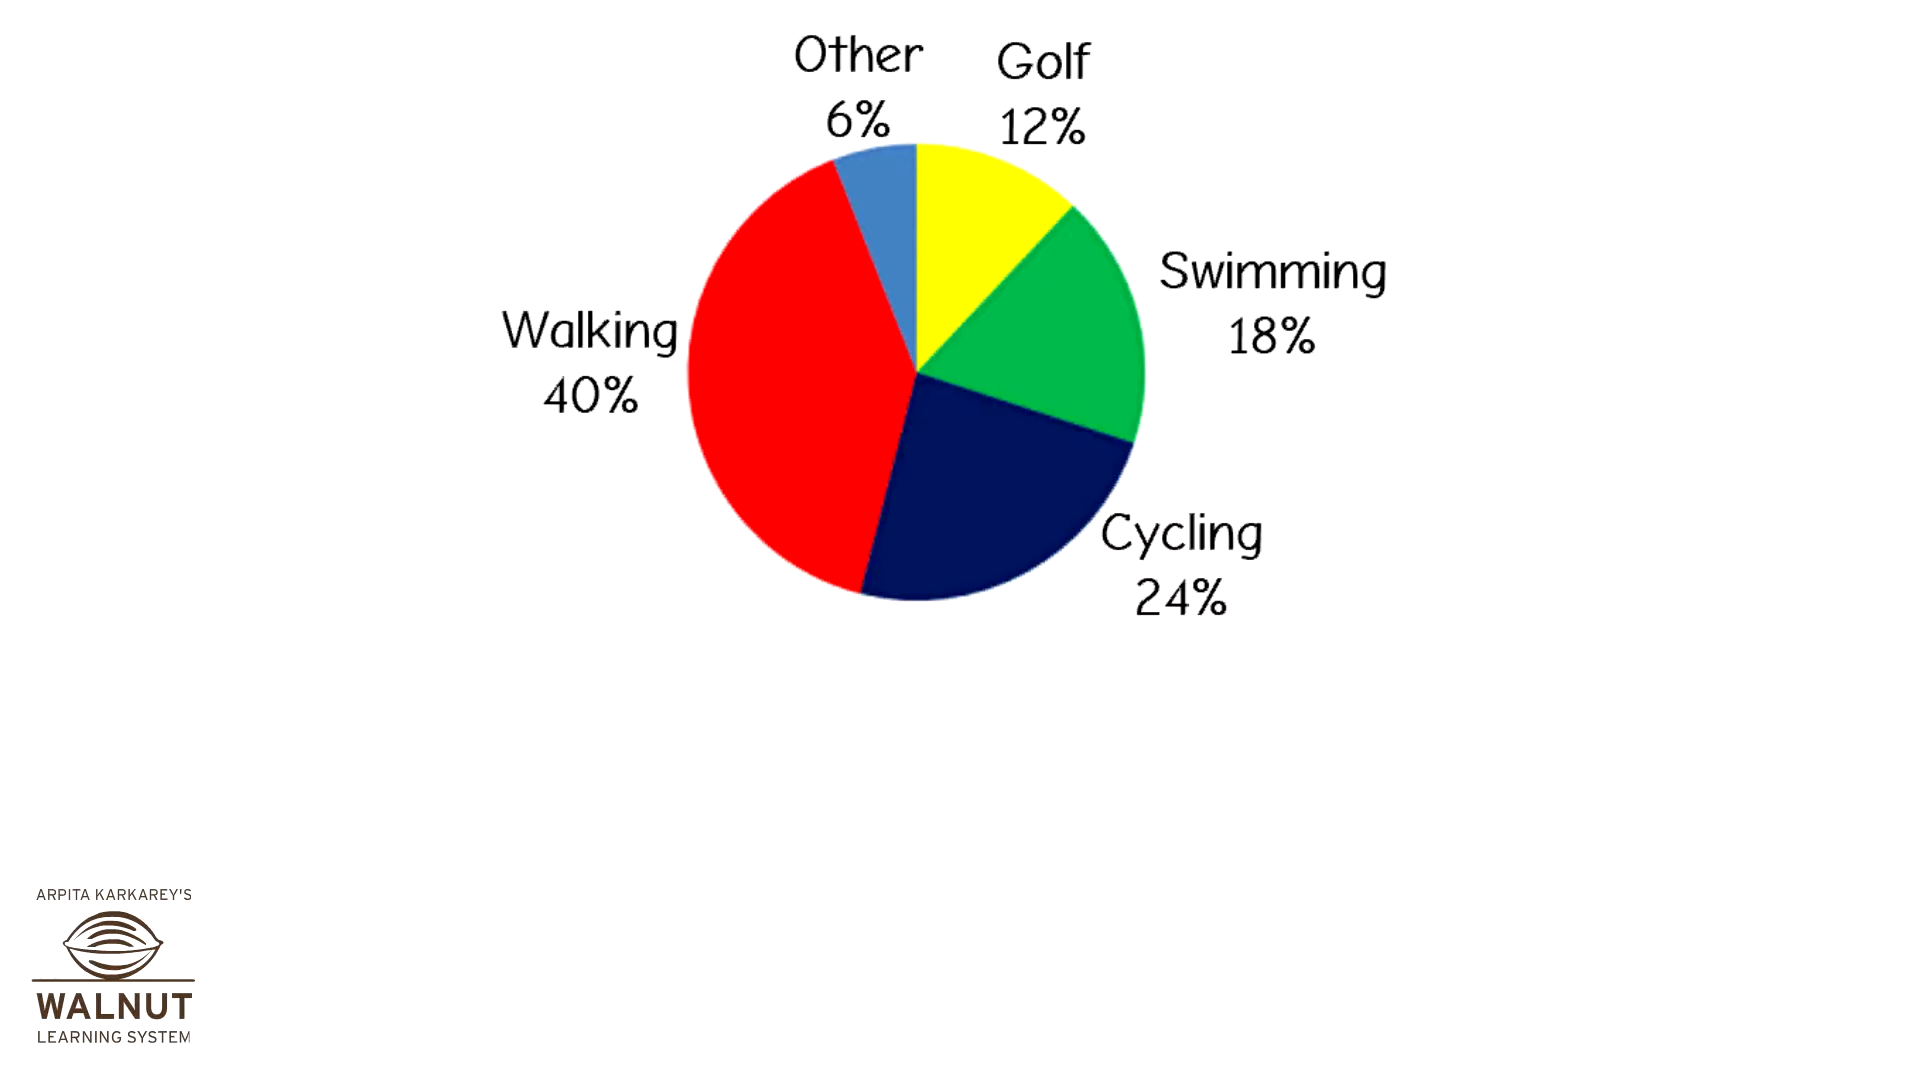 Other
6%
Golf
12%
Swimming
18%
Walking
40%
Cycling
24%
ARPITA KARKAREY'S
WALNUT
LEARNING SYSTEM